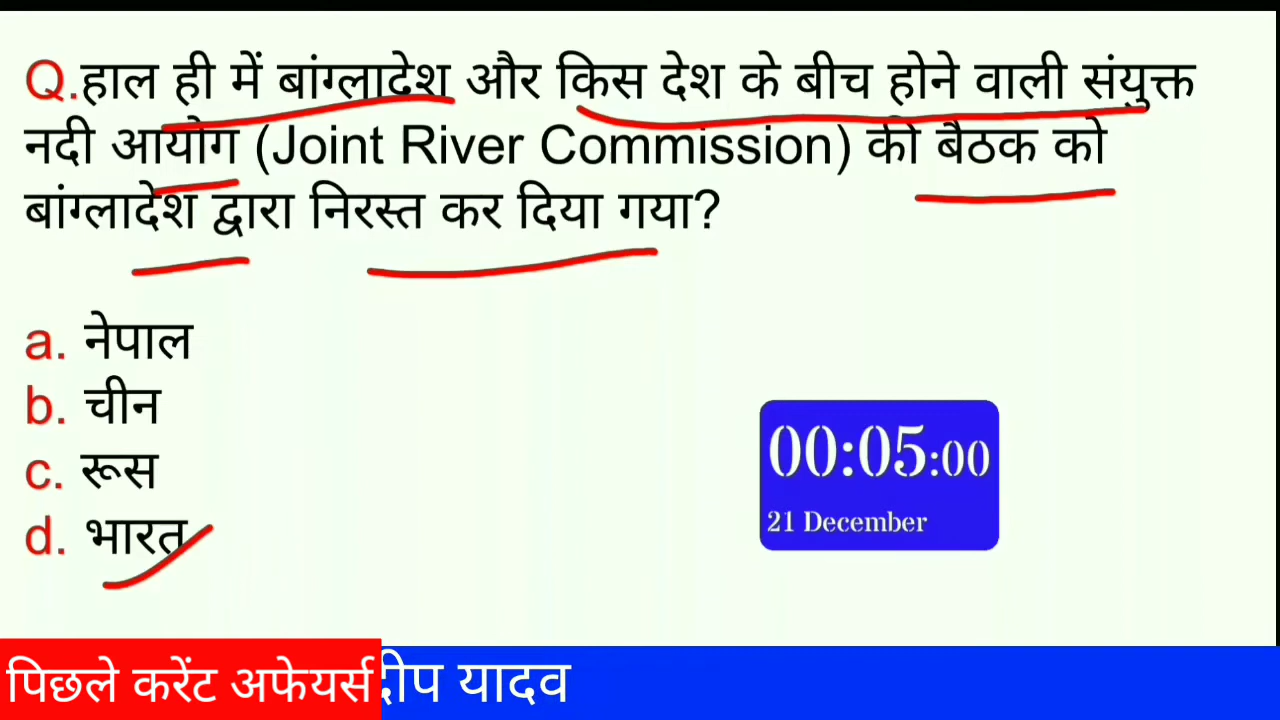 Q.हाल ही में बांग्लादेश और किस देश के बीच होने वाली संयुक्त
नदी आयोग (Joint River Commission) की बैठक को
बांग्लादेश द्वारा निरस्त कर दिया गया?
a. नेपाल
b. चीन
c. रूस
d. भारत
00:05:00
21 December
पिछले करेंट अफेयर्स
दीप यादव